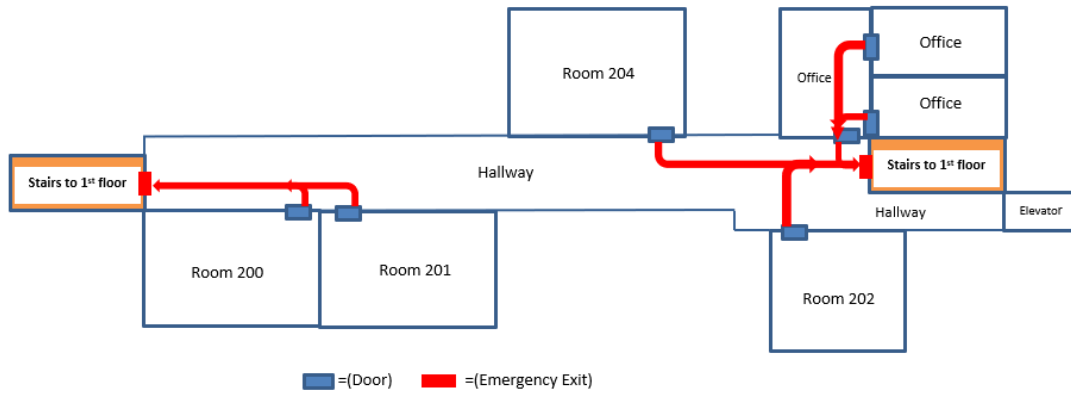 Office
Room 204
Office
Office
Stairs to 1st floor
Hallway
Stairs to 1st floor
Hallway
Elevator
Room 200
Room 201
Room 202
=(Door)
=(Emergency Exit)